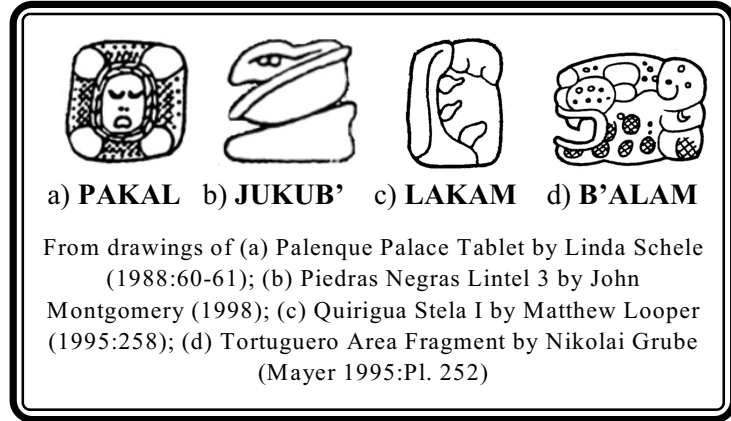 a) PAKAL b) JUKUB’ c) LAKAM d) B’ALAM
From drawings of (a) Palenque Palace Tablet by Linda Schele
(1988:60-61); (b) Piedras Negras Lintel 3 by John
Montgomery (1998); (c) Quirigua Stela I by Matthew Looper
(1995:258); (d) Tortuguero Area Fragment by Nikolai Grube
(Mayer 1995:Pl. 252)